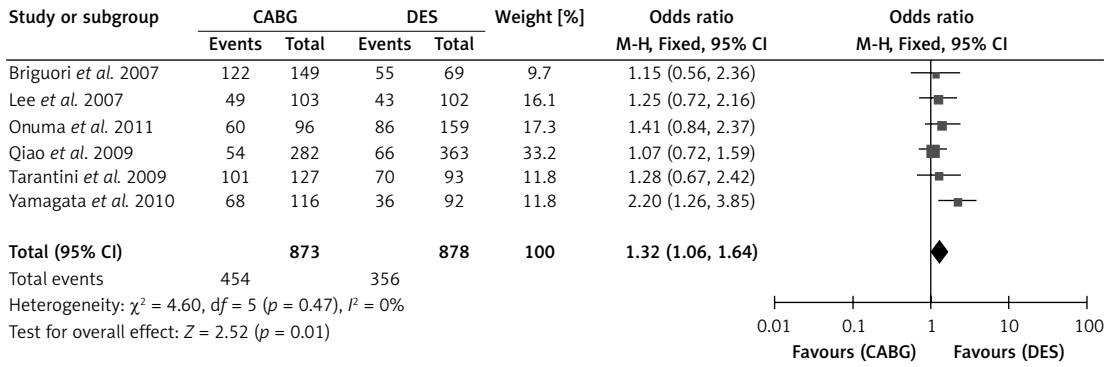 Study or subgroup CABG DES Weight [%] Odds ratio Odds ratio
Events Total Events Total M-H, Fixed, 95% CI M-H, Fixed, 95% CI
Briguori et al. 2007 122 149 55 69 9.7 1.15 (0.56, 2.36)
Lee et al. 2007 49 103 43 102 16.1 1.25 (0.72, 2.16)
Onuma et al. 2011 60 96 86 159 17.3 1.41 (0.84, 2.37)
Qiao et al. 2009 54 282 66 363 33.2 1.07 (0.72, 1.59)
Tarantini et al. 2009 101 127 70 93 11.8 1.28 (0.67, 2.42)
Yamagata et al. 2010 68 116 36 92 11.8 2.20 (1.26, 3.85)
Total (95% CI) 873 878 100 1.32 (1.06, 1.64)
Total events 454 356
Heterogeneity: χ² = 4.60, df = 5 (p = 0.47), I² = 0%
Test for overall effect: Z = 2.52 (p = 0.01)
0.01 0.1 1 10 100
Favours (CABG) Favours (DES)